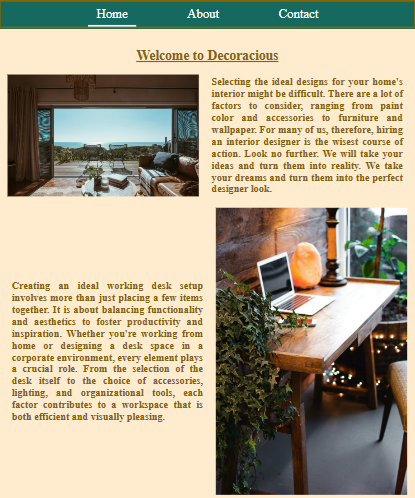 Home About Contact
Welcome to Decoracious
Selecting the ideal designs for your home's
interior might be difficult. There are a lot of
factors to consider, ranging from paint
color and accessories to furniture and
wallpaper. For many of us, therefore, hiring
an interior designer is the wisest course of
action. Look no further. We will take your
ideas and turn them into reality. We take
your dreams and turn them into the perfect
designer look.
Creating an ideal working desk setup
involves more than just placing a few items
together. It is about balancing functionality
and aesthetics to foster productivity and
inspiration. Whether you're working from
home or designing a desk space in a
corporate environment, every element plays
a crucial role. From the selection of the
desk itself to the choice of accessories,
lighting, and organizational tools, each
factor contributes to a workspace that is
both efficient and visually pleasing.